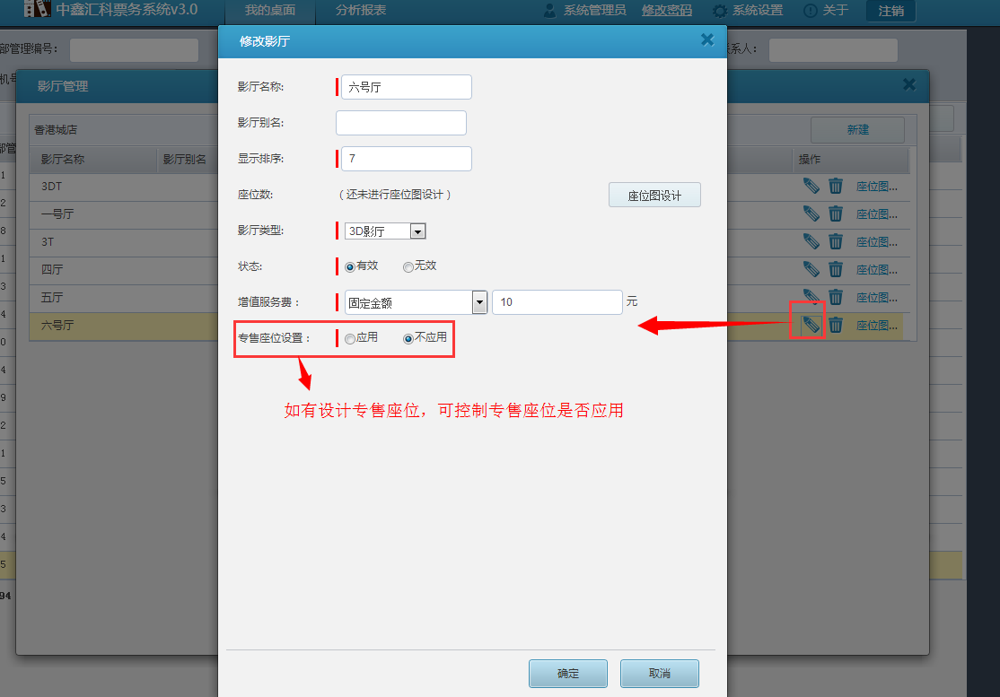 中鑫汇科票务系统v3.0
我的桌面
分析报表
系统管理员
修改密码
系统设置
关于
注销
部管理编号：
系人：
机号
影厅管理
香港城店
新建
影厅名称
影厅别名
操作
部管
3DT
座位图...
一号厅
座位图...
3T
座位图...
四厅
座位图...
五厅
座位图...
六号厅
座位图...
1
2
8
1
3
4
0
4
9
2
1
5
3
4
5
94
修改影厅
影厅名称:
六号厅
影厅别名:
显示排序:
7
座位数:
（还未进行座位图设计）
座位图设计
影厅类型:
3D影厅
状态:
有效
无效
增值服务费：
固定金额
10
元
专售座位设置：
应用
不应用
如有设计专售座位，可控制专售座位是否应用
确定
取消